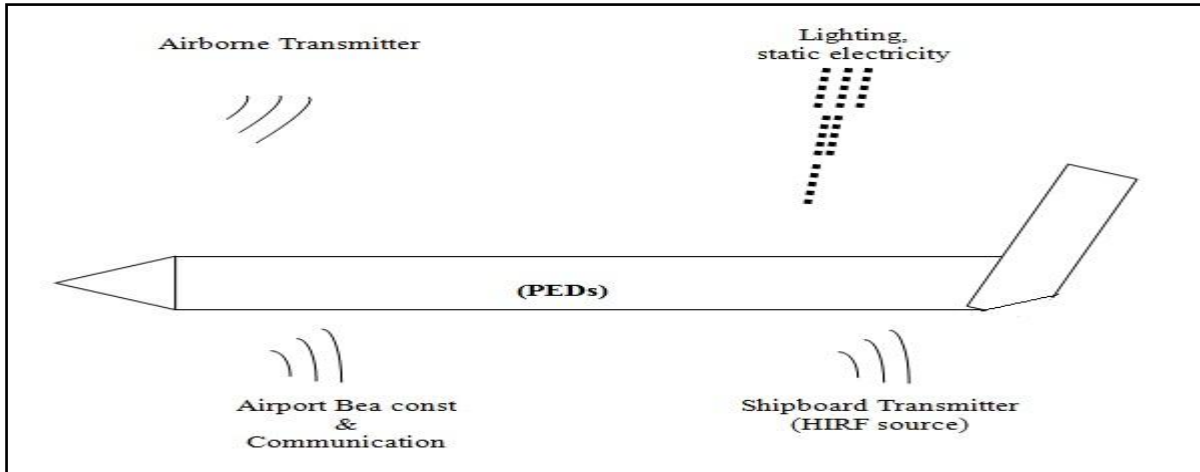 Airborne Transmitter
Lighting,
static electricity
(PEDs)
Airport Bea const
&
Communication
Shipboard Transmitter
(HIRF source)